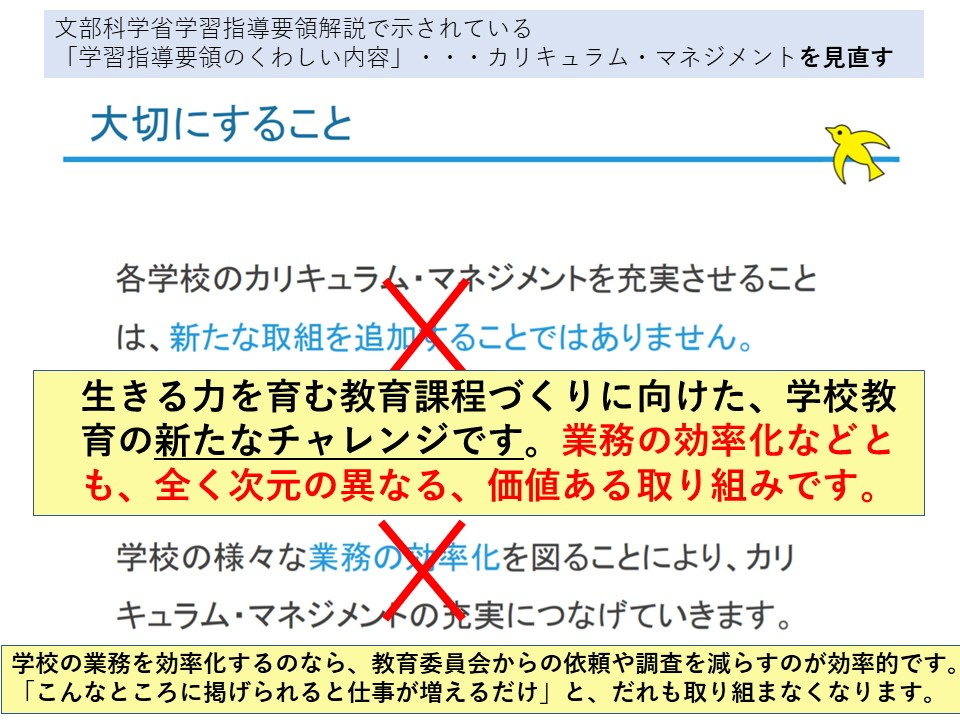 文部科学省学習指導要領解説で示されている
「学習指導要領のくわしい内容」・・・カリキュラム・マネジメントを見直す
大切にすること
各学校のカリキュラム・マネジメントを充実させること
は、新たな取組を追加することではありません。
生きる力を育む教育課程づくりに向けた、学校教
育の新たなチャレンジです。業務の効率化などと
も、全く次元の異なる、価値ある取り組みです。
学校の様々な業務の効率化を図ることにより、カリ
キュラム・マネジメントの充実につなげていきます。
学校の業務を効率化するのなら、教育委員会からの依頼や調査を減らすのが効率的です。
「こんなところに掲げられると仕事が増えるだけ」と、だれも取り組まなくなります。